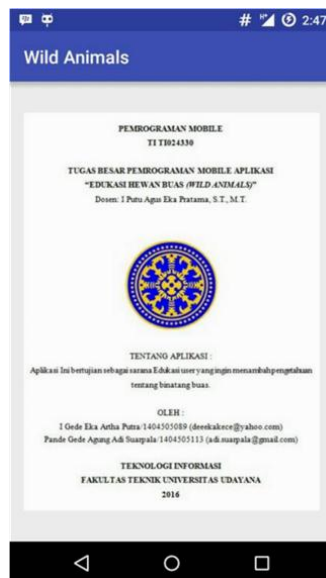 # H+ 2:47
Wild Animals
PEMROGRAMAN MOBILE
TI TI024330
TUGAS BESAR PEMROGRAMAN MOBILE APLIKASI
“EDUKASI HEWAN BUAS (WILD ANIMALS)”
Dosen: I Putu Agus Eka Pratama, S.T., M.T.
TENTANG APLIKASI :
Aplikasi Ini bertujian sebagai sarana Edukasi user yang ingin menambah pengetahuan
tentang binatang buas.
OLEH :
I Gede Eka Artha Putra/1404505089 (deeekakece@yahoo.com)
Pande Gede Agung Adi Suarpala/1404505113 (adi.suarpala@gmail.com)
TEKNOLOGI INFORMASI
FAKULTAS TEKNIK UNIVERSITAS UDAYANA
2016